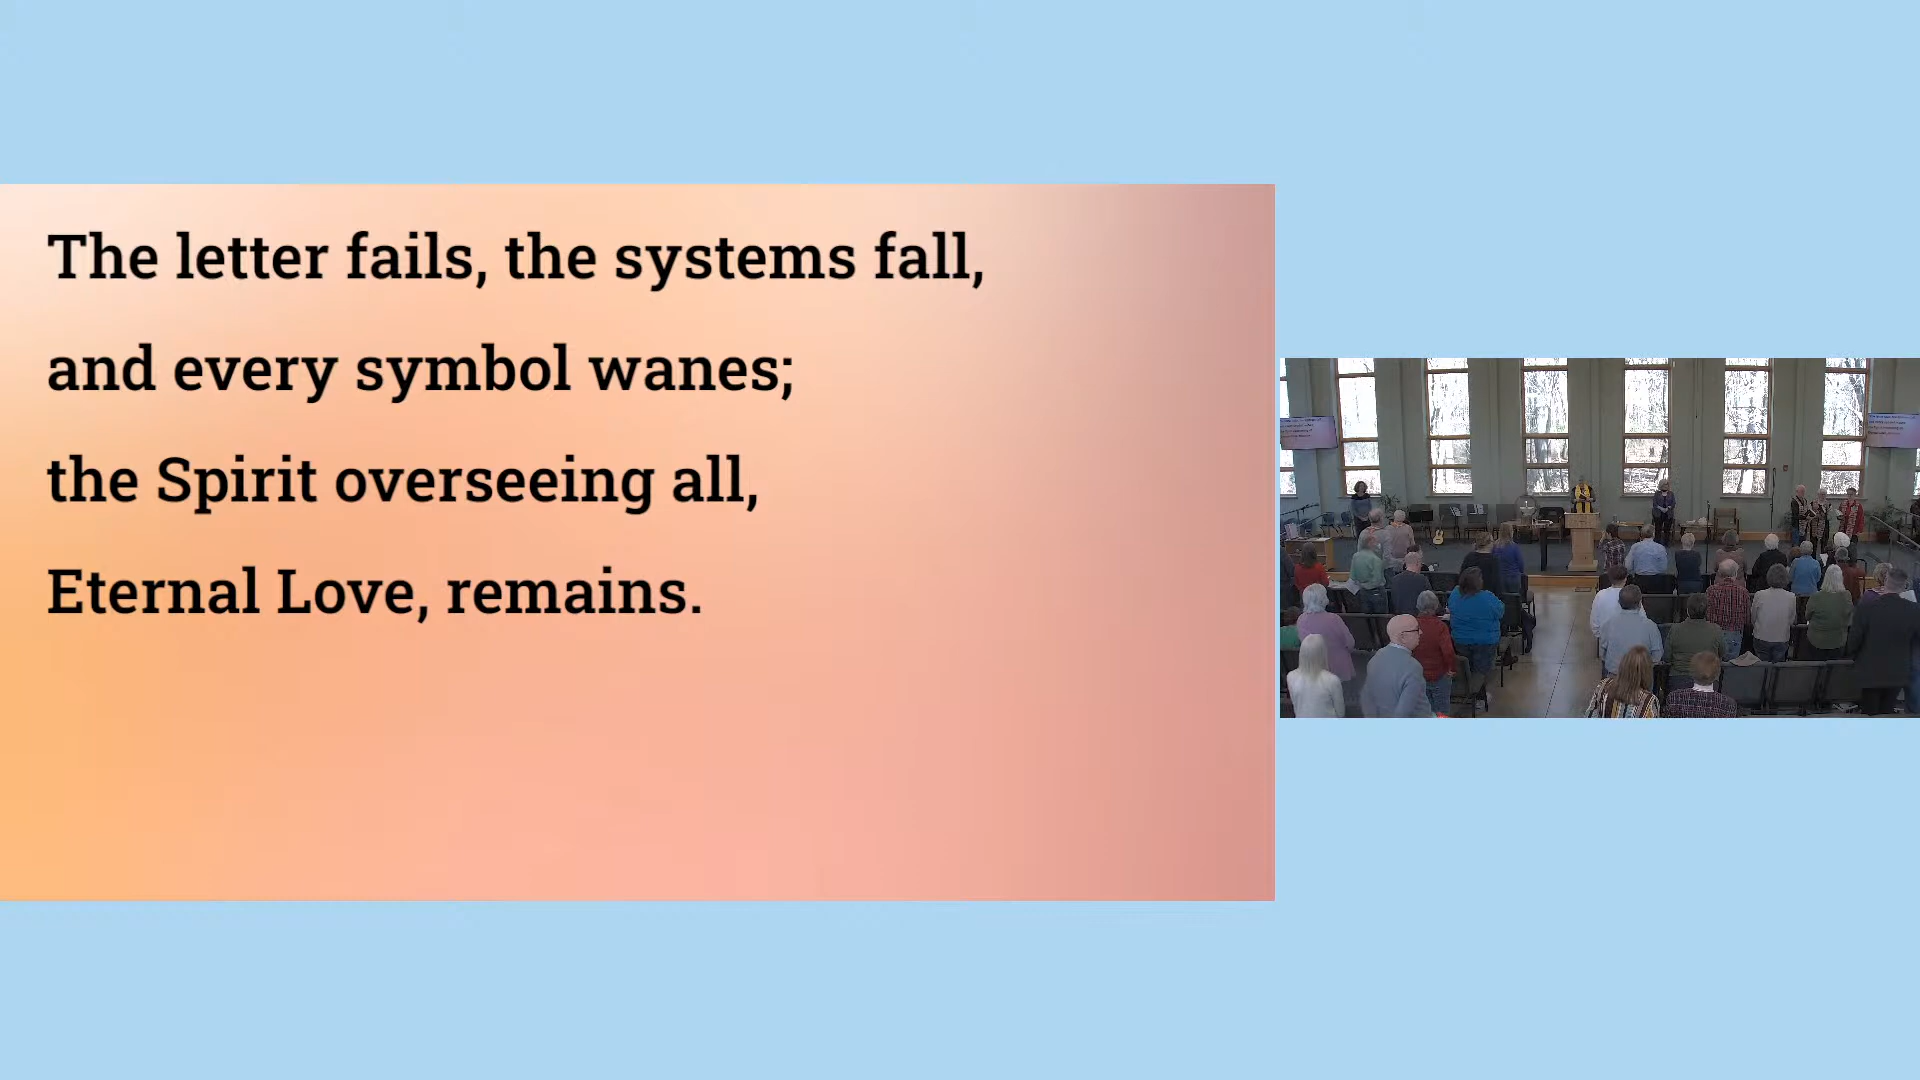 The letter fails, the systems fall,
and every symbol wanes;
the Spirit overseeing all,
Eternal Love, remains.